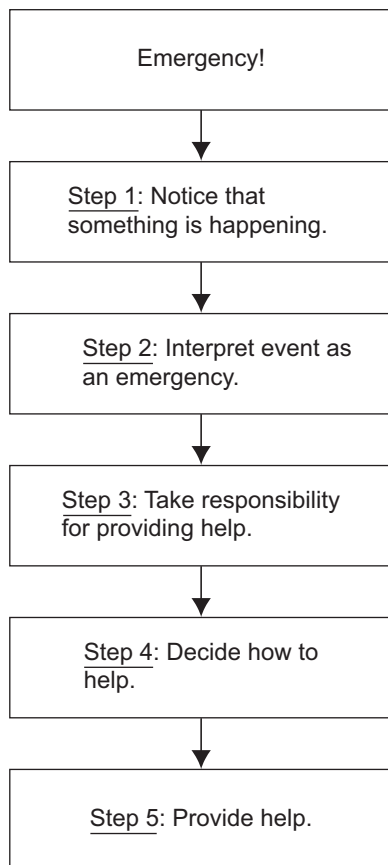 Emergency!
Step 1: Notice that
something is happening.
Step 2: Interpret event as
an emergency.
Step 3: Take responsibility
for providing help.
Step 4: Decide how to
help.
Step 5: Provide help.